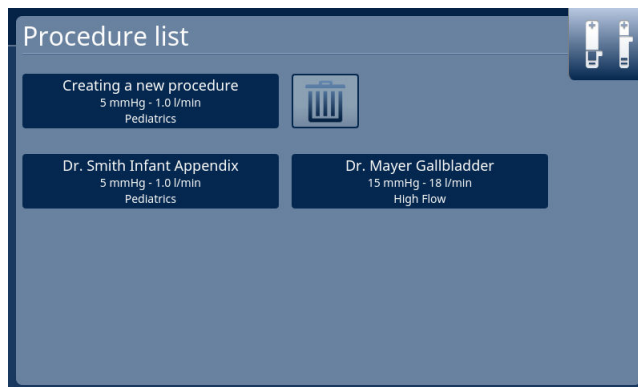 Procedure list
Creating a new procedure
5 mmHg - 1.0 l/min
Pediatrics
Dr. Smith Infant Appendix
5 mmHg - 1.0 l/min
Pediatrics
Dr. Mayer Gallbladder
15 mmHg - 18 l/min
High Flow